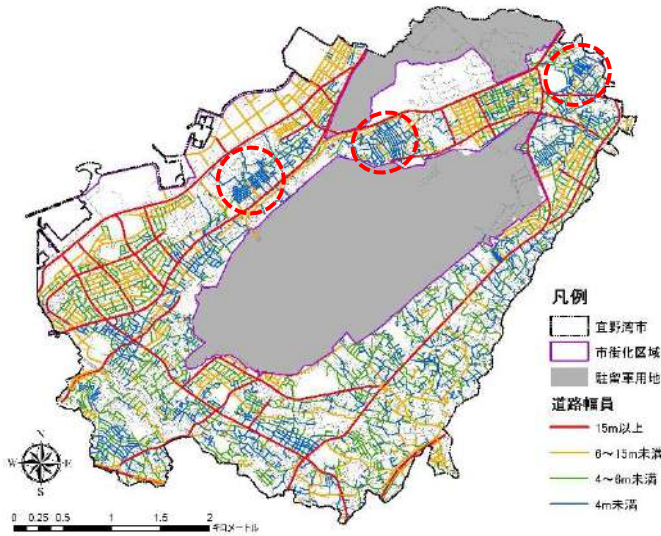 凡例
宜野湾市
市街化区域
駐留軍用地
道路幅員
15m以上
6～15m未満
4～6m未満
4m未満
N
W E
S
0 0.25 0.5 1 1.5 2
キロメートル